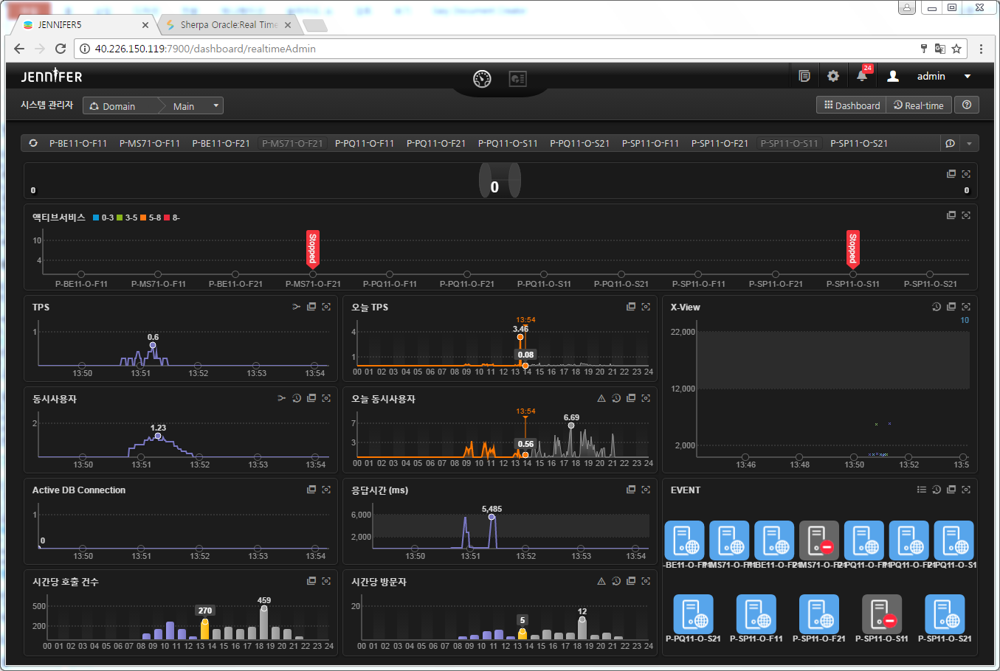 JENNIFER5
Sherpa Oracle:Real Time
40.226.150.119:7900/dashboard/realtimeAdmin
JENNIFER
24
admin
시스템 관리자
Domain
Main
Dashboard
Real-time
P-BE11-O-F11 P-MS71-O-F11 P-BE11-O-F21 P-MS71-O-F21 P-PQ11-O-F11 P-PQ11-O-F21 P-PQ11-O-S11 P-PQ11-O-S21 P-SP11-O-F11 P-SP11-O-F21 P-SP11-O-S11 P-SP11-O-S21
0
0
0
액티브서비스 0-3 3-5 5-8 8-
10
4
Stopped
Stopped
P-BE11-O-F11 P-MS71-O-F11 P-BE11-O-F21 P-MS71-O-F21 P-PQ11-O-F11 P-PQ11-O-F21 P-PQ11-O-S11 P-PQ11-O-S21 P-SP11-O-F11 P-SP11-O-F21 P-SP11-O-S11 P-SP11-O-S21
TPS
1
0.6
13:50 13:51 13:52 13:53 13:54
오늘 TPS
13:54
4
3.46
1
0.08
00 01 02 03 04 05 06 07 08 09 10 11 12 13 14 15 16 17 18 19 20 21 22 23 24
X-View
10
22,000
12,000
2,000
13:46 13:48 13:50 13:52 13:5
동시사용자
2
1.23
13:50 13:51 13:52 13:53 13:54
오늘 동시사용자
13:54
7
6.69
3
0.56
00 01 02 03 04 05 06 07 08 09 10 11 12 13 14 15 16 17 18 19 20 21 22 23 24
Active DB Connection
1
0
13:50 13:51 13:52 13:53 13:54
응답시간 (ms)
5,485
6,000
2,000
13:50 13:51 13:52 13:53 13:54
EVENT
-BE11-O-F11 P-MS71-O-F11 P-BE11-O-F21 P-MS71-O-F21 P-PQ11-O-F11 P-PQ11-O-F21 P-PQ11-O-S1
P-PQ11-O-S21 P-SP11-O-F11 P-SP11-O-F21 P-SP11-O-S11 P-SP11-O-S21
시간당 호출 건수
500
459
270
200
00 01 02 03 04 05 06 07 08 09 10 11 12 13 14 15 16 17 18 19 20 21 22 23 24
시간당 방문자
20
12
5
00 01 02 03 04 05 06 07 08 09 10 11 12 13 14 15 16 17 18 19 20 21 22 23 24